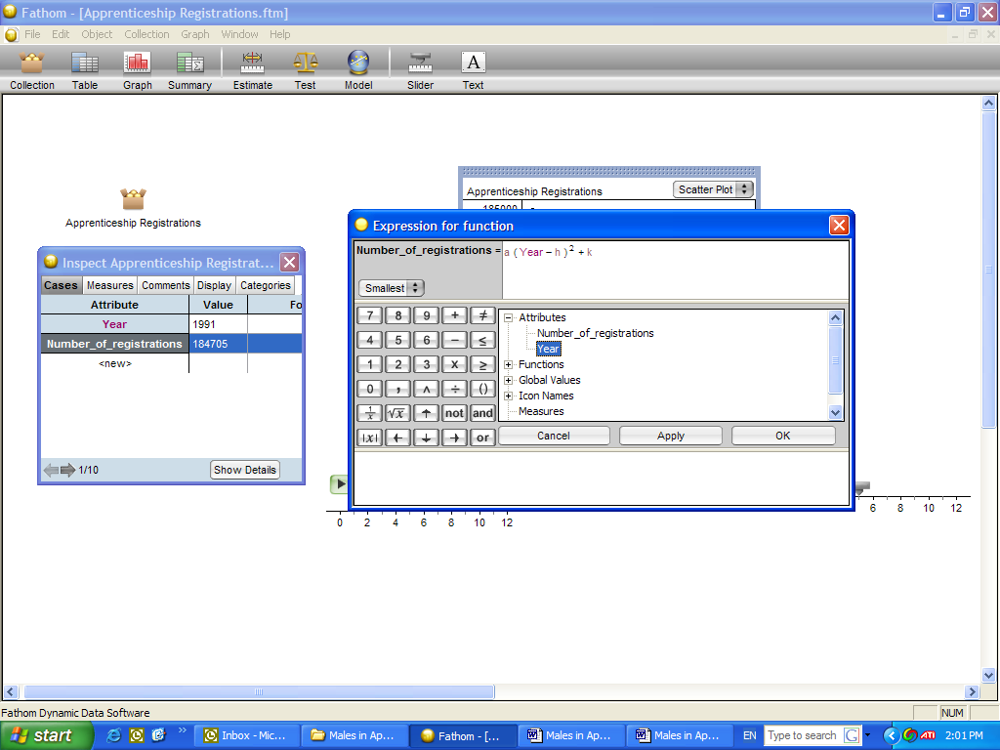 Fathom - [Apprenticeship Registrations.ftm]
File Edit Object Collection Graph Window Help
Collection Table Graph Summary Estimate Test Model Slider A Text
Apprenticeship Registrations
Apprenticeship Registrations Scatter Plot
185000
Expression for function
Number_of_registrations = a ( Year – h )² + k
Smallest
Inspect Apprenticeship Registrat...
Cases Measures Comments Display Categories
Attribute Value Fo
Year 1991
Number_of_registrations 184705
<new>
1/10 Show Details
7 8 9 + ≠
4 5 6 – ≤
1 2 3 x ≥
0 , ^ ÷ ()
1/x √x ↑ not and
|x| ← ↓ → or
Attributes
Number_of_registrations
Year
Functions
Global Values
Icon Names
Measures
Cancel Apply OK
0 2 4 6 8 10 12
6 8 10 12
Fathom Dynamic Data Software NUM
start Inbox - Mic... Males in Ap... Fathom - [... Males in Ap... Males in Ap... EN Type to search ATI 2:01 PM